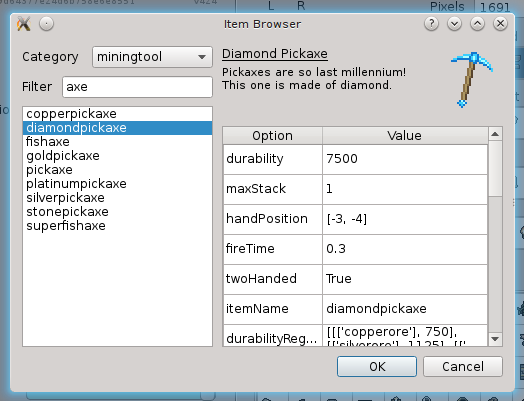 L R Pixels 1691
Item Browser
Category miningtool
Filter axe
copperpickaxe
diamondpickaxe
fishaxe
goldpickaxe
pickaxe
platinumpickaxe
silverpickaxe
stonepickaxe
superfishaxe
Diamond Pickaxe
Pickaxes are so last millennium!
This one is made of diamond.
Option Value
durability 7500
maxStack 1
handPosition [-3, -4]
fireTime 0.3
twoHanded True
itemName diamondpickaxe
durabilityReg... [[['copperore'], 750],
[['silverore'], 1125], [['
OK Cancel